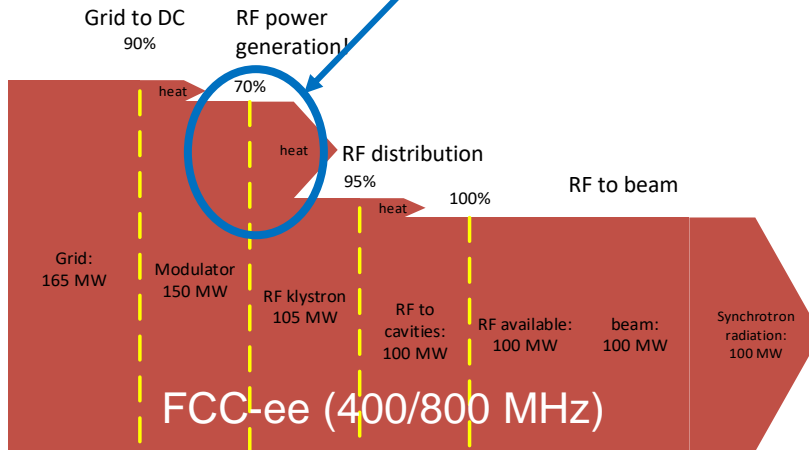 Grid to DC
90%
RF power
generation!
heat
70%
heat
RF distribution
95%
heat
100%
RF to beam
Grid:
165 MW
Modulator
150 MW
RF klystron
105 MW
RF to
cavities:
100 MW
RF available:
100 MW
beam:
100 MW
Synchrotron
radiation:
100 MW
FCC-ee (400/800 MHz)